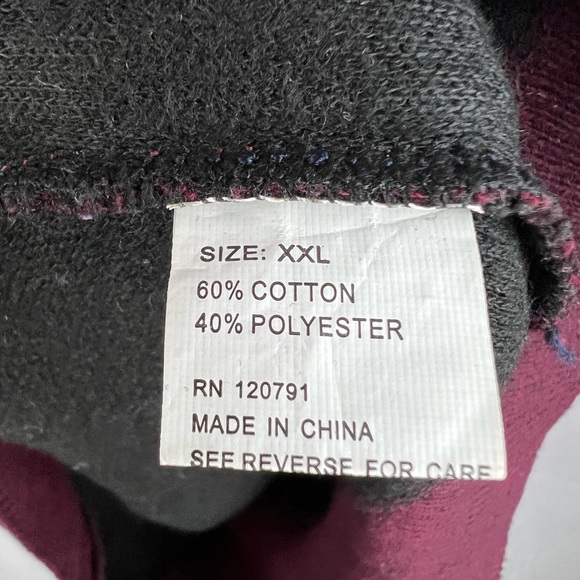 SIZE: XXL
60% COTTON
40% POLYESTER
RN 120791
MADE IN CHINA
SEE REVERSE FOR CARE